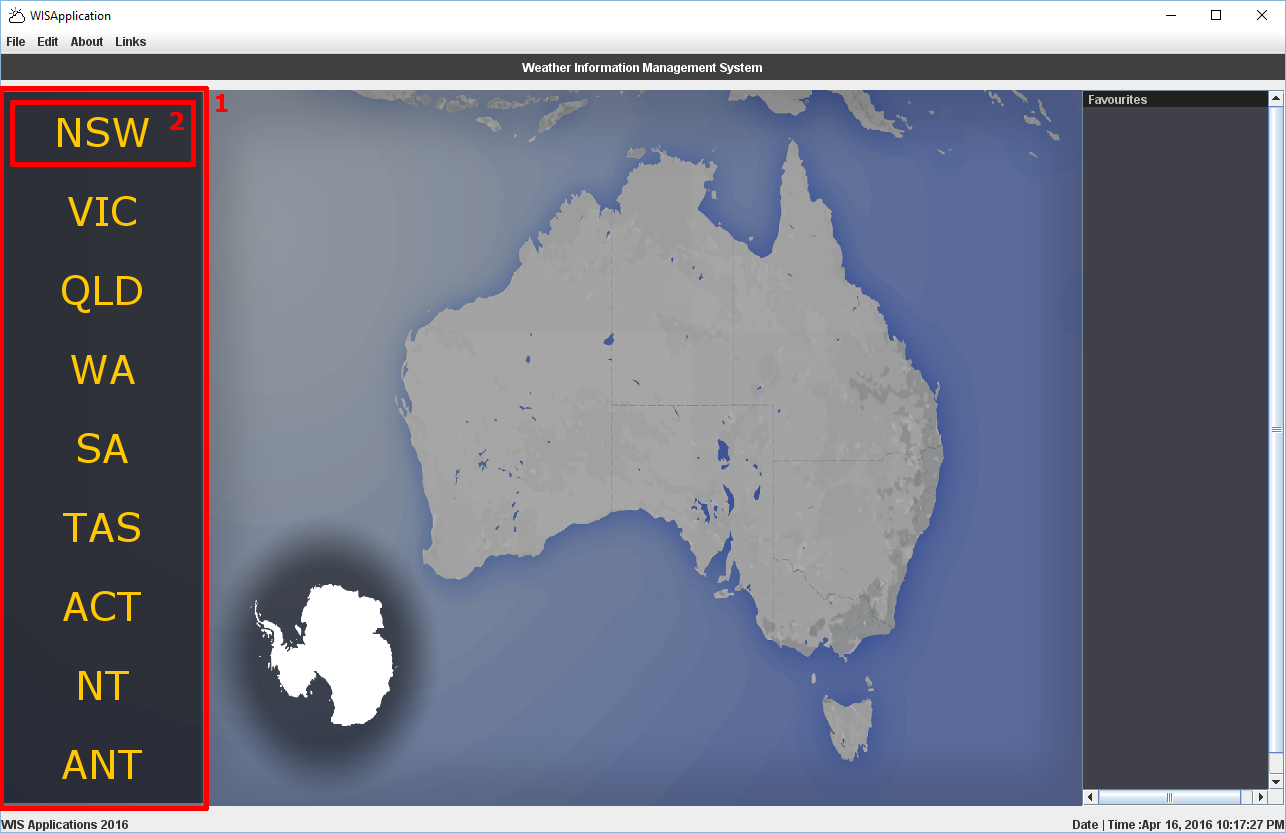 WISApplication
File Edit About Links
Weather Information Management System
1
2
NSW
VIC
QLD
WA
SA
TAS
ACT
NT
ANT
Favourites
WIS Applications 2016
Date | Time :Apr 16, 2016 10:17:27 PM